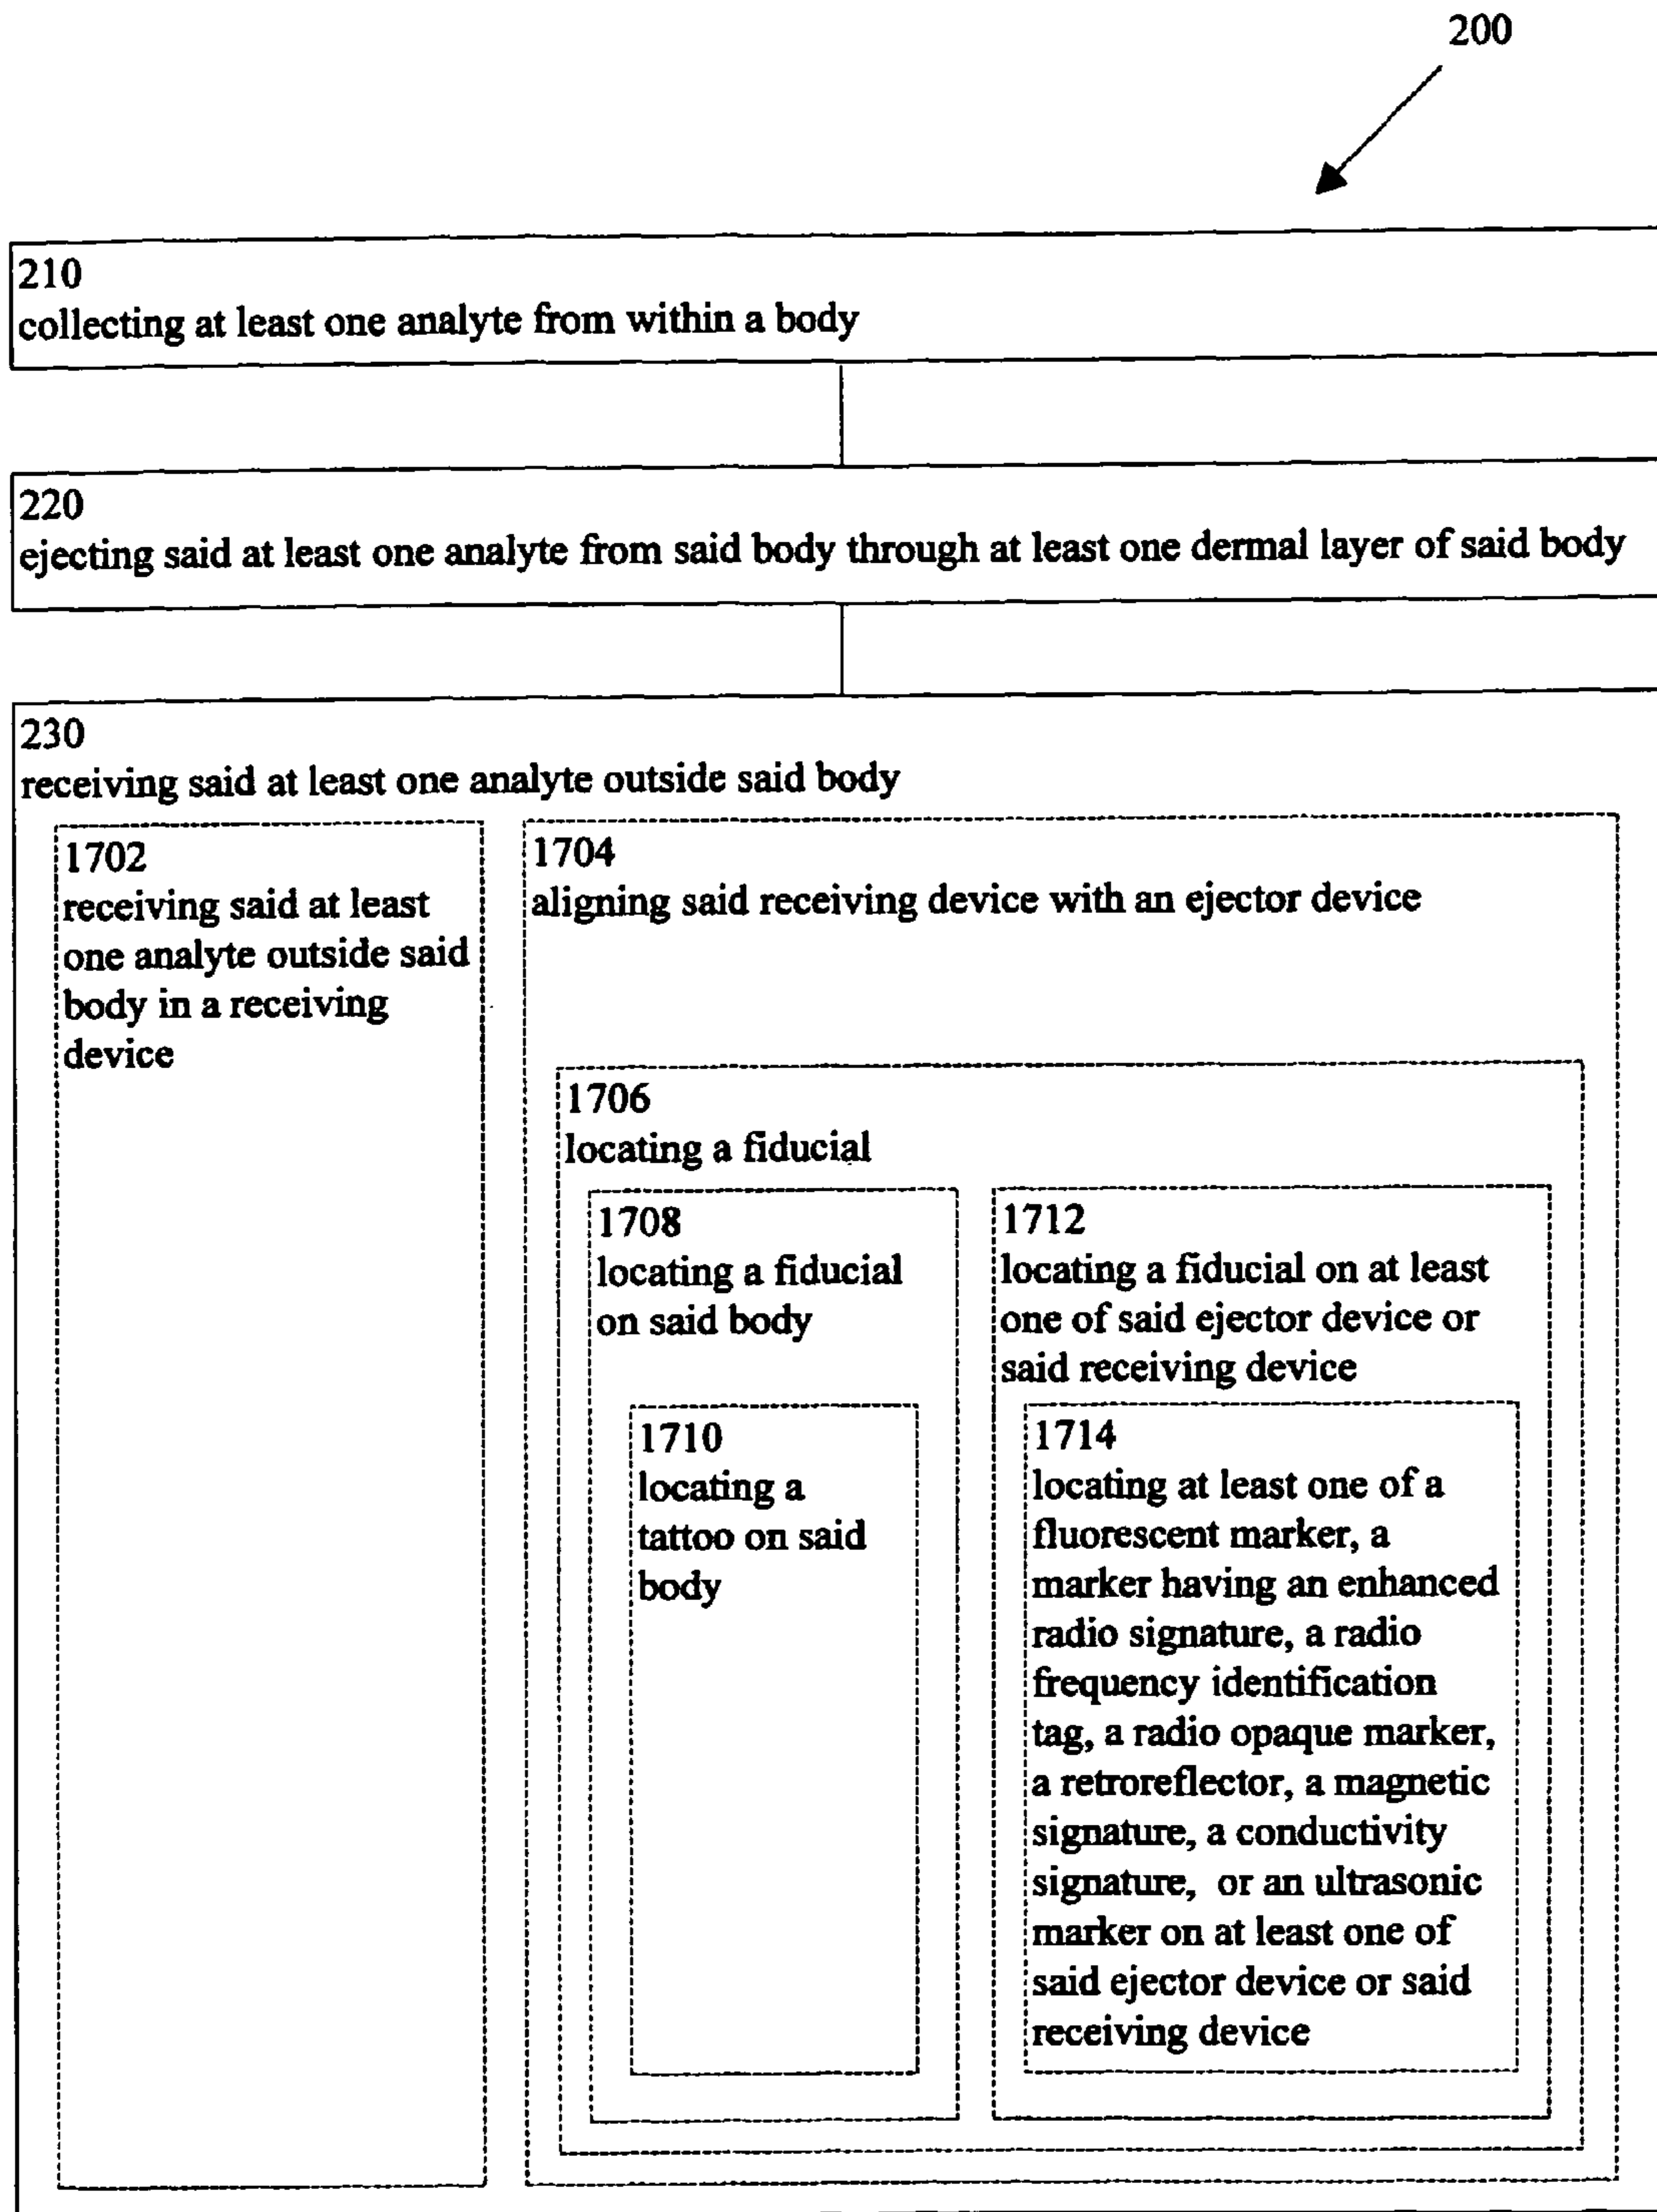 200
210
collecting at least one analyte from within a body
220
ejecting said at least one analyte from said body through at least one dermal layer of said body
230
receiving said at least one analyte outside said body
1702
receiving said at least
one analyte outside said
body in a receiving
device
1704
aligning said receiving device with an ejector device
1706
locating a fiducial
1708
locating a fiducial
on said body
1710
locating a
tattoo on said
body
1712
locating a fiducial on at least
one of said ejector device or
said receiving device
1714
locating at least one of a
fluorescent marker, a
marker having an enhanced
radio signature, a radio
frequency identification
tag, a radio opaque marker,
a retroreflector, a magnetic
signature, a conductivity
signature, or an ultrasonic
marker on at least one of
said ejector device or said
receiving device